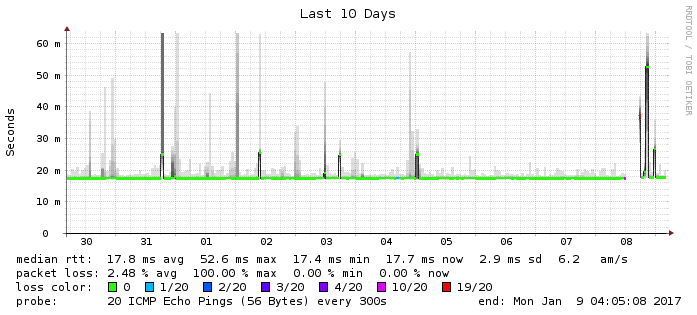 Last 10 Days
RRDTOOL / TOBI OETIKER
Seconds
60 m
50 m
40 m
30 m
20 m
10 m
0
30 31 01 02 03 04 05 06 07 08
median rtt: 17.8 ms avg 52.6 ms max 17.4 ms min 17.7 ms now 2.9 ms sd 6.2 am/s
packet loss: 2.48 % avg 100.00 % max 0.00 % min 0.00 % now
loss color: 0 1/20 2/20 3/20 4/20 10/20 19/20
probe: 20 ICMP Echo Pings (56 Bytes) every 300s end: Mon Jan 9 04:05:08 2017